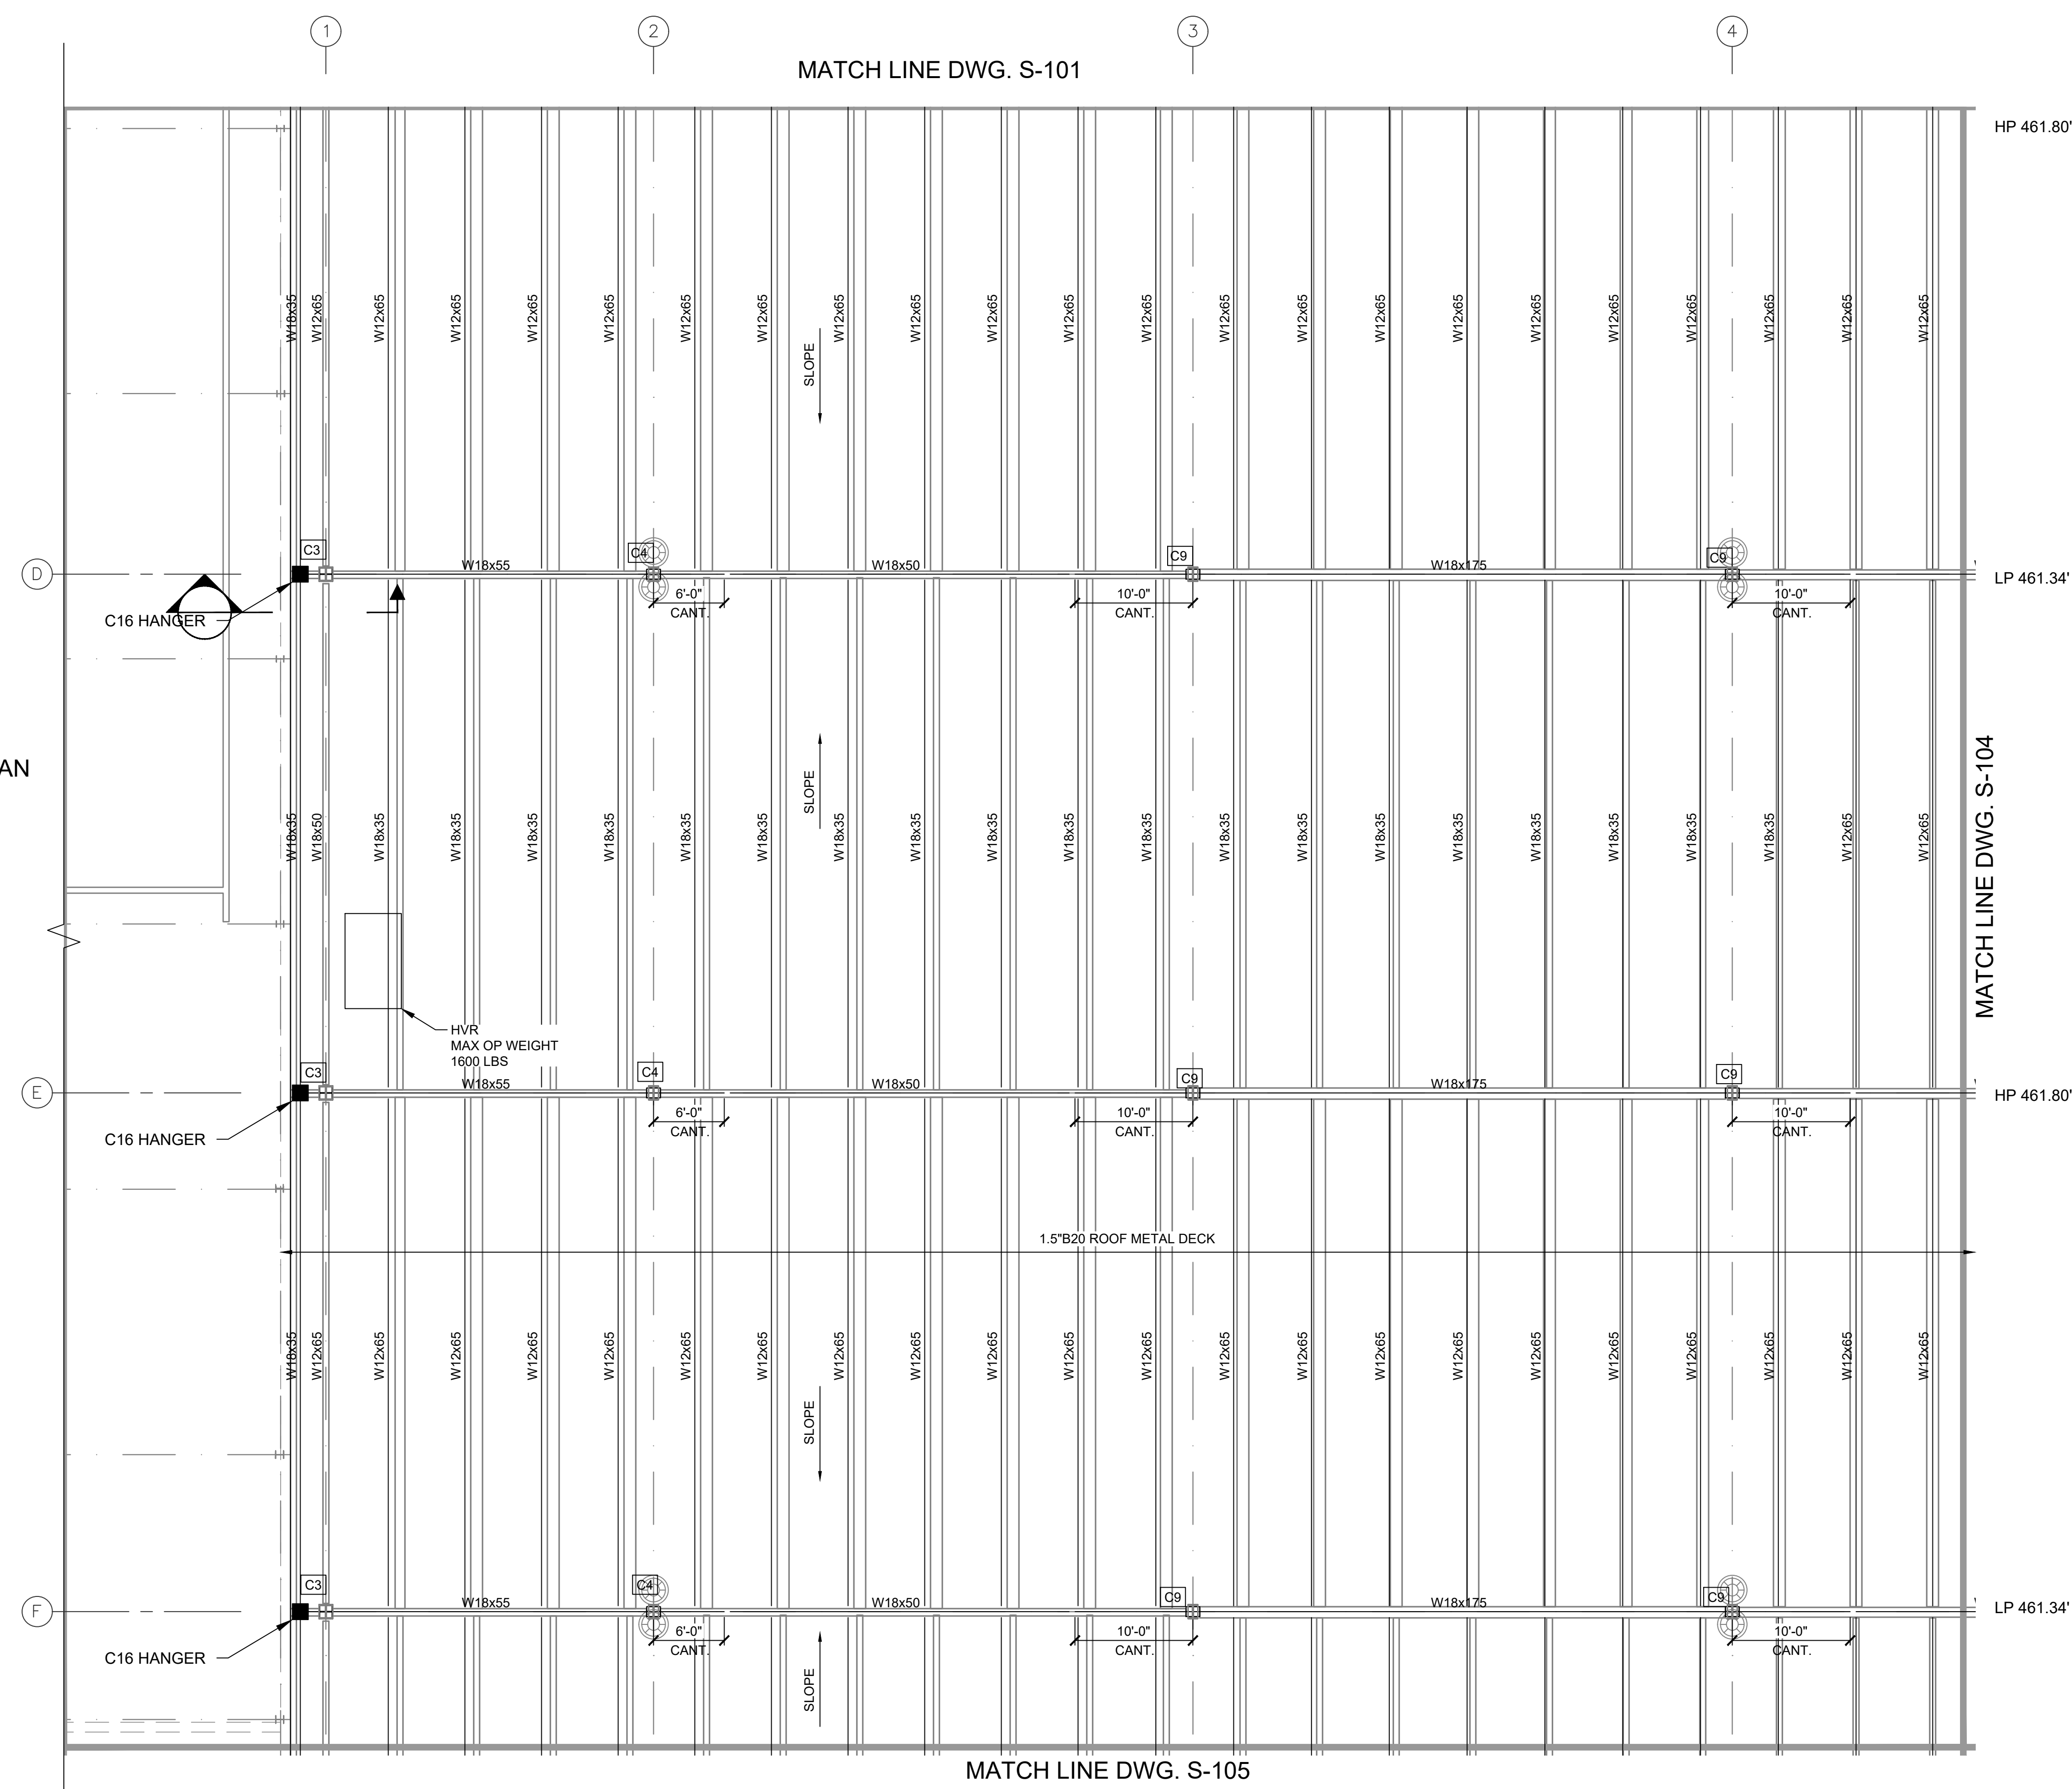 1 2 3 4
MATCH LINE DWG. S-101
HP 461.80'
W18x35 W12x65 W12x65 W12x65 W12x65 W12x65 W12x65 W12x65 W12x65 W12x65 W12x65 W12x65 W12x65 W12x65 W12x65 W12x65 W12x65 W12x65 W12x65 W12x65 W12x65 W12x65 W12x65
SLOPE
C3 C4 C9 C9
D W18x55 W18x50 W18x175 LP 461.34'
6'-0" 10'-0" 10'-0"
CANT. CANT. CANT.
C16 HANGER
AN
SLOPE
W18x35 W18x50 W18x35 W18x35 W18x35 W18x35 W18x35 W18x35 W18x35 W18x35 W18x35 W18x35 W18x35 W18x35 W18x35 W18x35 W18x35 W18x35 W18x35 W18x35 W18x35 W12x65 W12x65
MATCH LINE DWG. S-104
HVR
MAX OP WEIGHT
1600 LBS
C3 C4 C9 C9
E W18x55 W18x50 W18x175 HP 461.80'
6'-0" 10'-0" 10'-0"
CANT. CANT. CANT.
C16 HANGER
1.5"B20 ROOF METAL DECK
W18x35 W12x65 W12x65 W12x65 W12x65 W12x65 W12x65 W12x65 W12x65 W12x65 W12x65 W12x65 W12x65 W12x65 W12x65 W12x65 W12x65 W12x65 W12x65 W12x65 W12x65 W12x65 W12x65
SLOPE
C3 C4 C9 C9
F W18x55 W18x50 W18x175 LP 461.34'
6'-0" 10'-0" 10'-0"
CANT. CANT. CANT.
C16 HANGER
SLOPE
MATCH LINE DWG. S-105